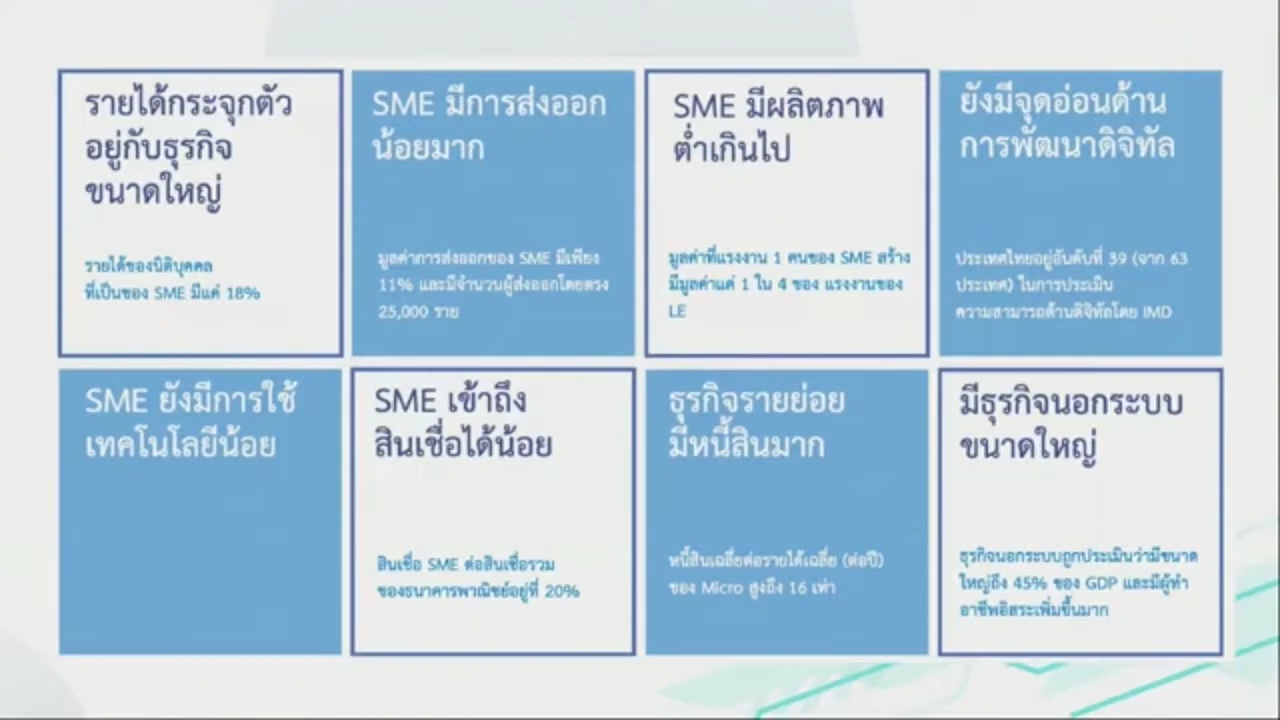 รายได้กระจุกตัว
อยู่กับธุรกิจ
ขนาดใหญ่
รายได้ของนิติบุคคล
ที่เป็นของ SME มีแค่ 18%
SME มีการส่งออก
น้อยมาก
มูลค่าการส่งออกของ SME มีเพียง
11% และมีจำนวนผู้ส่งออกโดยตรง
25,000 ราย
SME มีผลิตภาพ
ต่ำเกินไป
มูลค่าที่แรงงาน 1 คนของ SME สร้าง
มีมูลค่าแค่ 1 ใน 4 ของ แรงงานของ
LE
ยังมีจุดอ่อนด้าน
การพัฒนาดิจิทัล
ประเทศไทยอยู่อันดับที่ 39 (จาก 63
ประเทศ) ในการประเมิน
ความสามารถด้านดิจิทัลโดย IMD
SME ยังมีการใช้
เทคโนโลยีน้อย
SME เข้าถึง
สินเชื่อได้น้อย
สินเชื่อ SME ต่อสินเชื่อรวม
ของธนาคารพาณิชย์อยู่ที่ 20%
ธุรกิจรายย่อย
มีหนี้สินมาก
หนี้สินเฉลี่ยต่อรายได้เฉลี่ย (ต่อปี)
ของ Micro สูงถึง 16 เท่า
มีธุรกิจนอกระบบ
ขนาดใหญ่
ธุรกิจนอกระบบถูกประเมินว่ามีขนาด
ใหญ่ถึง 45% ของ GDP และมีผู้ทำ
อาชีพอิสระเพิ่มขึ้นมาก